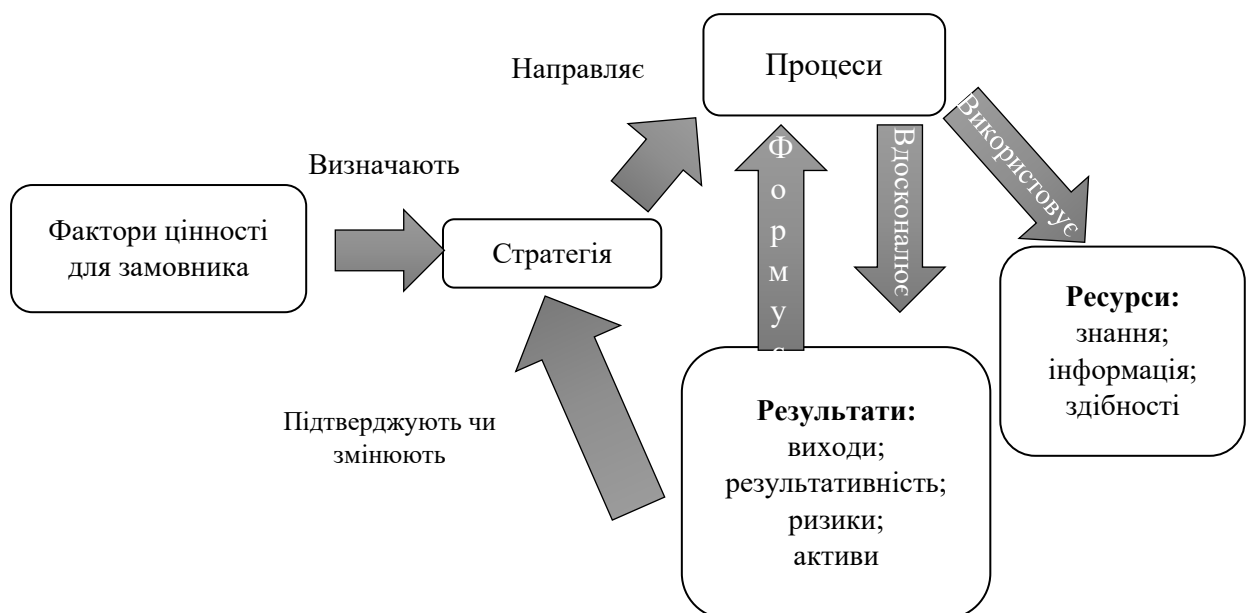 Направляє
Процеси
Визначають
Фактори цінності
для замовника
Стратегія
Формує
Вдосконалює
Використовує
Ресурси:
знання;
інформація;
здібності
Підтверджують чи
змінюють
Результати:
виходи;
результативність;
ризики;
активи